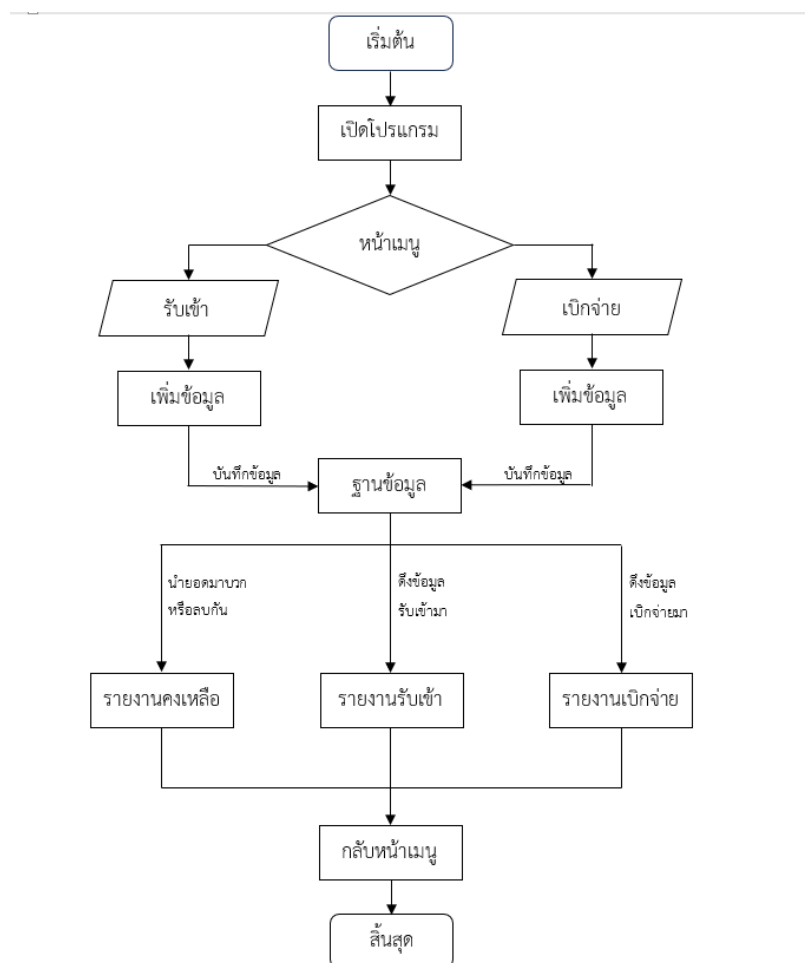 เริ่มต้น
เปิดโปรแกรม
หน้าเมนู
รับเข้า
เบิกจ่าย
เพิ่มข้อมูล
เพิ่มข้อมูล
บันทึกข้อมูล
ฐานข้อมูล
บันทึกข้อมูล
นำยอดมาบวก
หรือลบกัน
ดึงข้อมูล
รับเข้ามา
ดึงข้อมูล
เบิกจ่ายมา
รายงานคงเหลือ
รายงานรับเข้า
รายงานเบิกจ่าย
กลับหน้าเมนู
สิ้นสุด